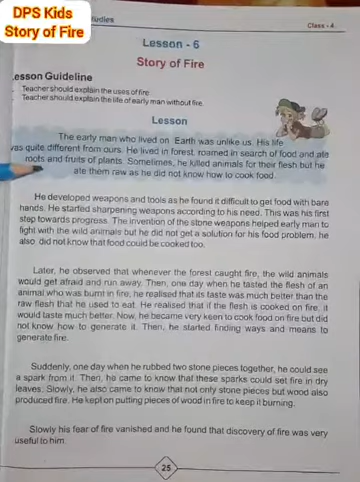 DPS Kids
Story of Fire
Studies
Class - 4
Lesson - 6
Story of Fire
Lesson Guideline
Teacher should explain the uses of fire.
Teacher should explain the life of early man without fire.
Lesson
The early man who lived on Earth was unlike us. His life
was quite different from ours. He lived in forest, roamed in search of food and ate
roots and fruits of plants. Sometimes, he killed animals for their flesh but he
ate them raw as he did not know how to cook food.
He developed weapons and tools as he found it difficult to get food with bare
hands. He started sharpening weapons according to his need. This was his first
step towards progress. The invention of the stone weapons helped early man to
fight with the wild animals but he did not get a solution for his food problem, he
also did not know that food could be cooked too.
Later, he observed that whenever the forest caught fire, the wild animals
would get afraid and run away. Then, one day when he tasted the flesh of an
animal who was burnt in fire, he realised that its taste was much better than the
raw flesh that he used to eat. He realised that if the flesh is cooked on fire, it
would taste much better. Now, he became very keen to cook food on fire but did
not know how to generate it. Then, he started finding ways and means to
generate fire.
Suddenly, one day when he rubbed two stone pieces together, he could see
a spark from it. Then, he came to know that these sparks could set fire in dry
leaves. Slowly, he also came to know that not only stone pieces but wood also
produced fire. He kept on putting pieces of wood in fire to keep it burning.
Slowly his fear of fire vanished and he found that discovery of fire was very
useful to him.
25